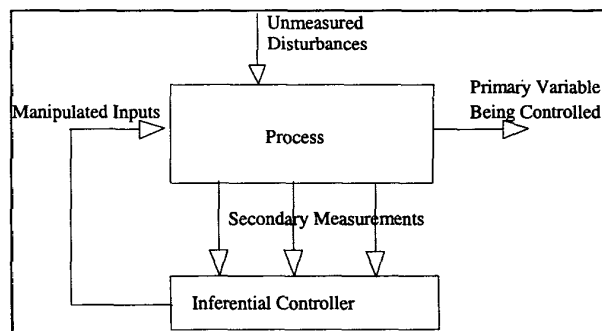 Unmeasured
Disturbances
Primary Variable
Being Controlled
Manipulated Inputs
Process
Secondary Measurements
Inferential Controller